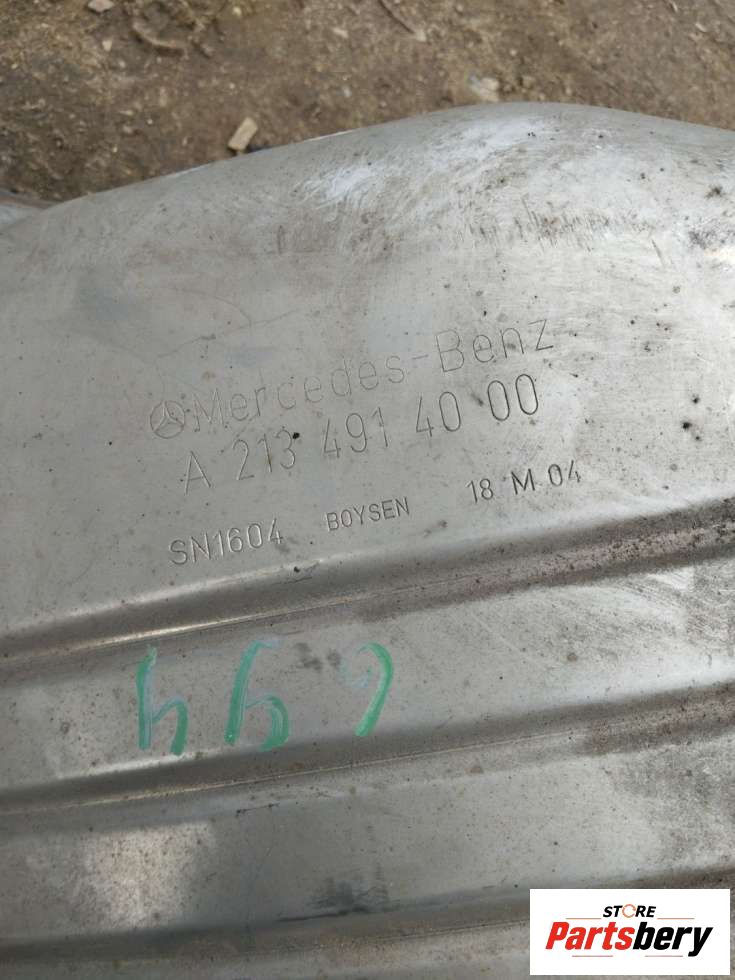 Mercedes-Benz
A 213 491 40 00
SN1604 BOYSEN 18 M 04
STORE
Partsbery